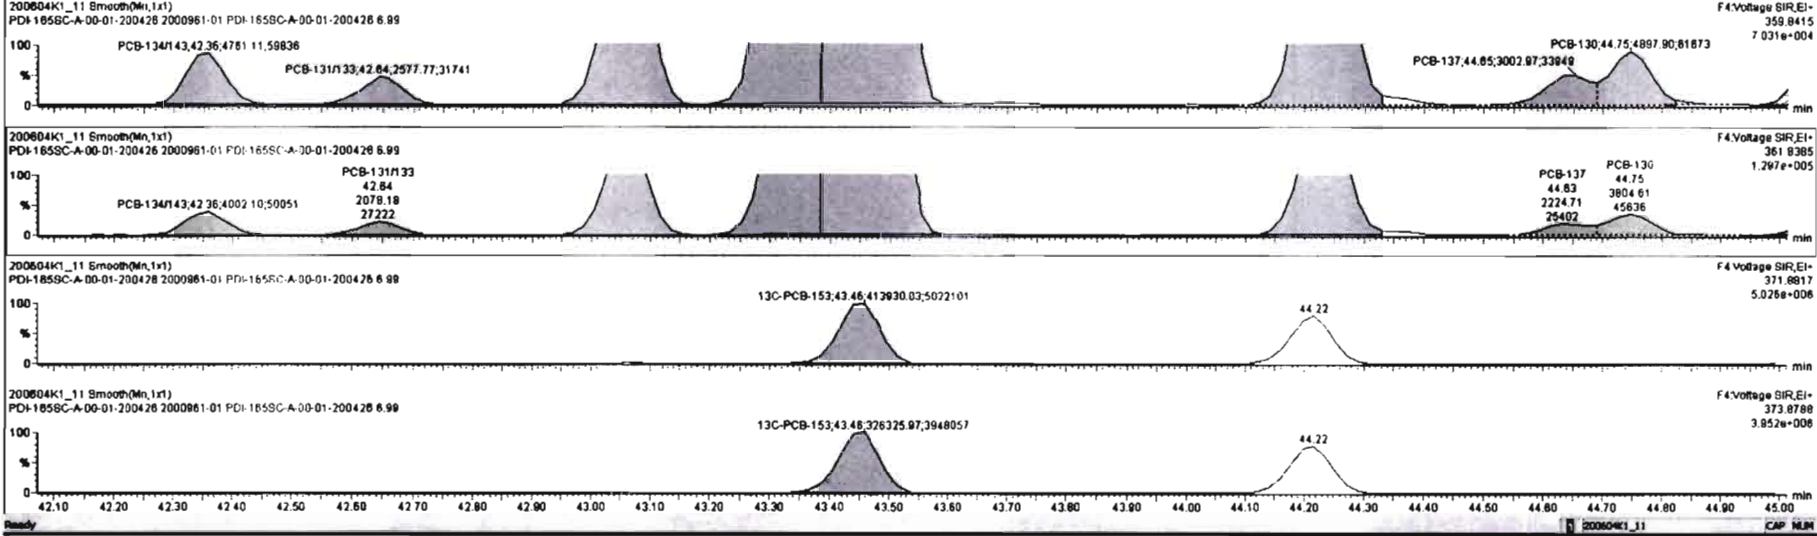 200604K1_11 Smooth(Mn,1x1)
PDI-165SC-A-00-01-200426 2000961-01 PDI-165SC-A-00-01-200426 6.99
F4:Voltage SIR,EI+
359.8415
7.031e+004
100
%
0
PCB-134/143;42.36;4761.11;59836
PCB-131/133;42.64;2577.77;31741
PCB-137;44.65;3002.97;33949
PCB-130;44.75;4897.90;61673
min
200604K1_11 Smooth(Mn,1x1)
PDI-165SC-A-00-01-200426 2000961-01 PDI-165SC-A-00-01-200426 6.99
F4:Voltage SIR,EI+
361.8385
1.297e+005
100
%
0
PCB-134/143;42.36;4002.10;50051
PCB-131/133
42.64
2078.18
27222
PCB-137
44.63
2224.71
25402
PCB-130
44.75
3804.61
45636
min
200604K1_11 Smooth(Mn,1x1)
PDI-165SC-A-00-01-200426 2000961-01 PDI-165SC-A-00-01-200426 6.99
F4:Voltage SIR,EI+
371.8817
5.026e+006
100
%
0
13C-PCB-153;43.46;413930.03;5022101
44.22
min
200604K1_11 Smooth(Mn,1x1)
PDI-165SC-A-00-01-200426 2000961-01 PDI-165SC-A-00-01-200426 6.99
F4:Voltage SIR,EI+
373.8788
3.952e+006
100
%
0
13C-PCB-153;43.46;326325.97;3948057
44.22
min
42.10 42.20 42.30 42.40 42.50 42.60 42.70 42.80 42.90 43.00 43.10 43.20 43.30 43.40 43.50 43.60 43.70 43.80 43.90 44.00 44.10 44.20 44.30 44.40 44.50 44.60 44.70 44.80 44.90 45.00
Ready
200604K1_11
CAP NUM